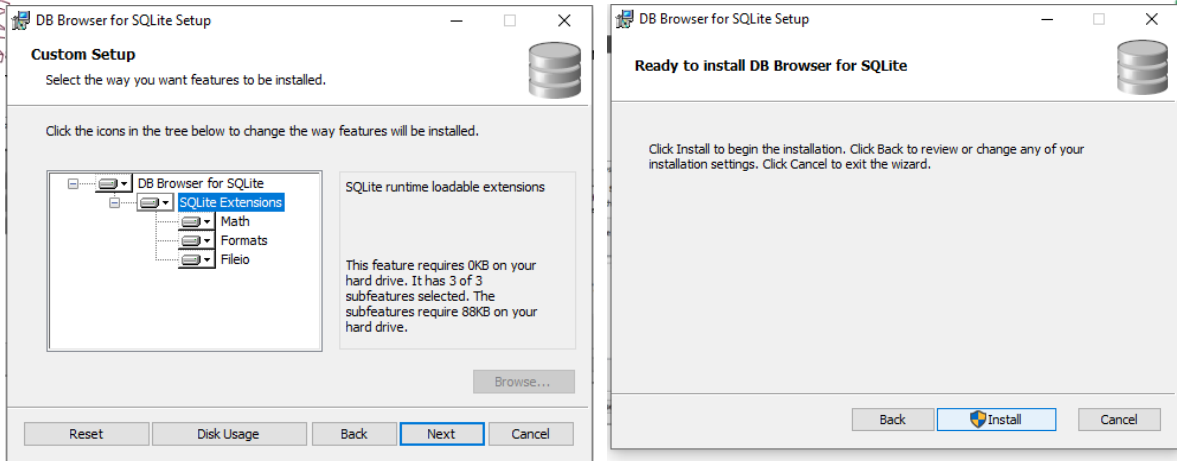 DB Browser for SQLite Setup
Custom Setup
Select the way you want features to be installed.
Click the icons in the tree below to change the way features will be installed.
DB Browser for SQLite
SQLite Extensions
Math
Formats
Fileio
SQLite runtime loadable extensions
This feature requires 0KB on your
hard drive. It has 3 of 3
subfeatures selected. The
subfeatures require 88KB on your
hard drive.
Browse...
Reset
Disk Usage
Back
Next
Cancel
DB Browser for SQLite Setup
Ready to install DB Browser for SQLite
Click Install to begin the installation. Click Back to review or change any of your
installation settings. Click Cancel to exit the wizard.
Back
Install
Cancel